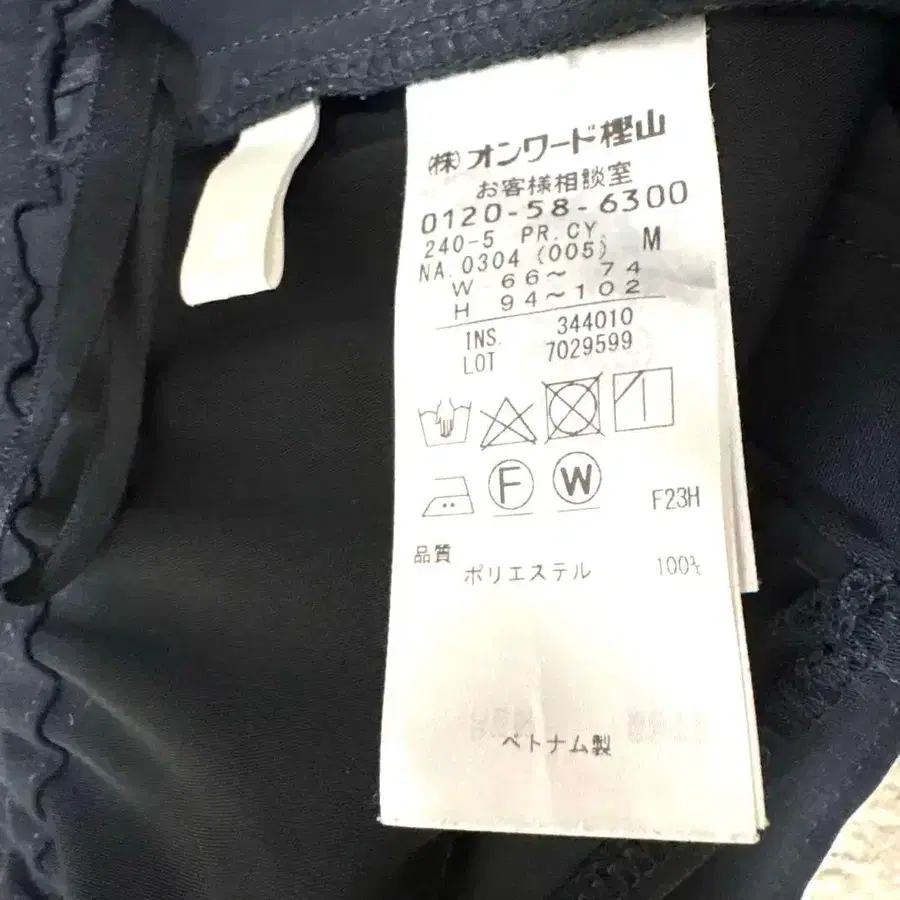 (株)オンワード樫山
お客様相談室
0120-58-6300
240-5 PR.CY.
NA.0304 (005) M
W 66～ 74
H 94～102
INS. 344010
LOT 7029599
F
W
F23H
品質
ポリエステル 100%
ベトナム製